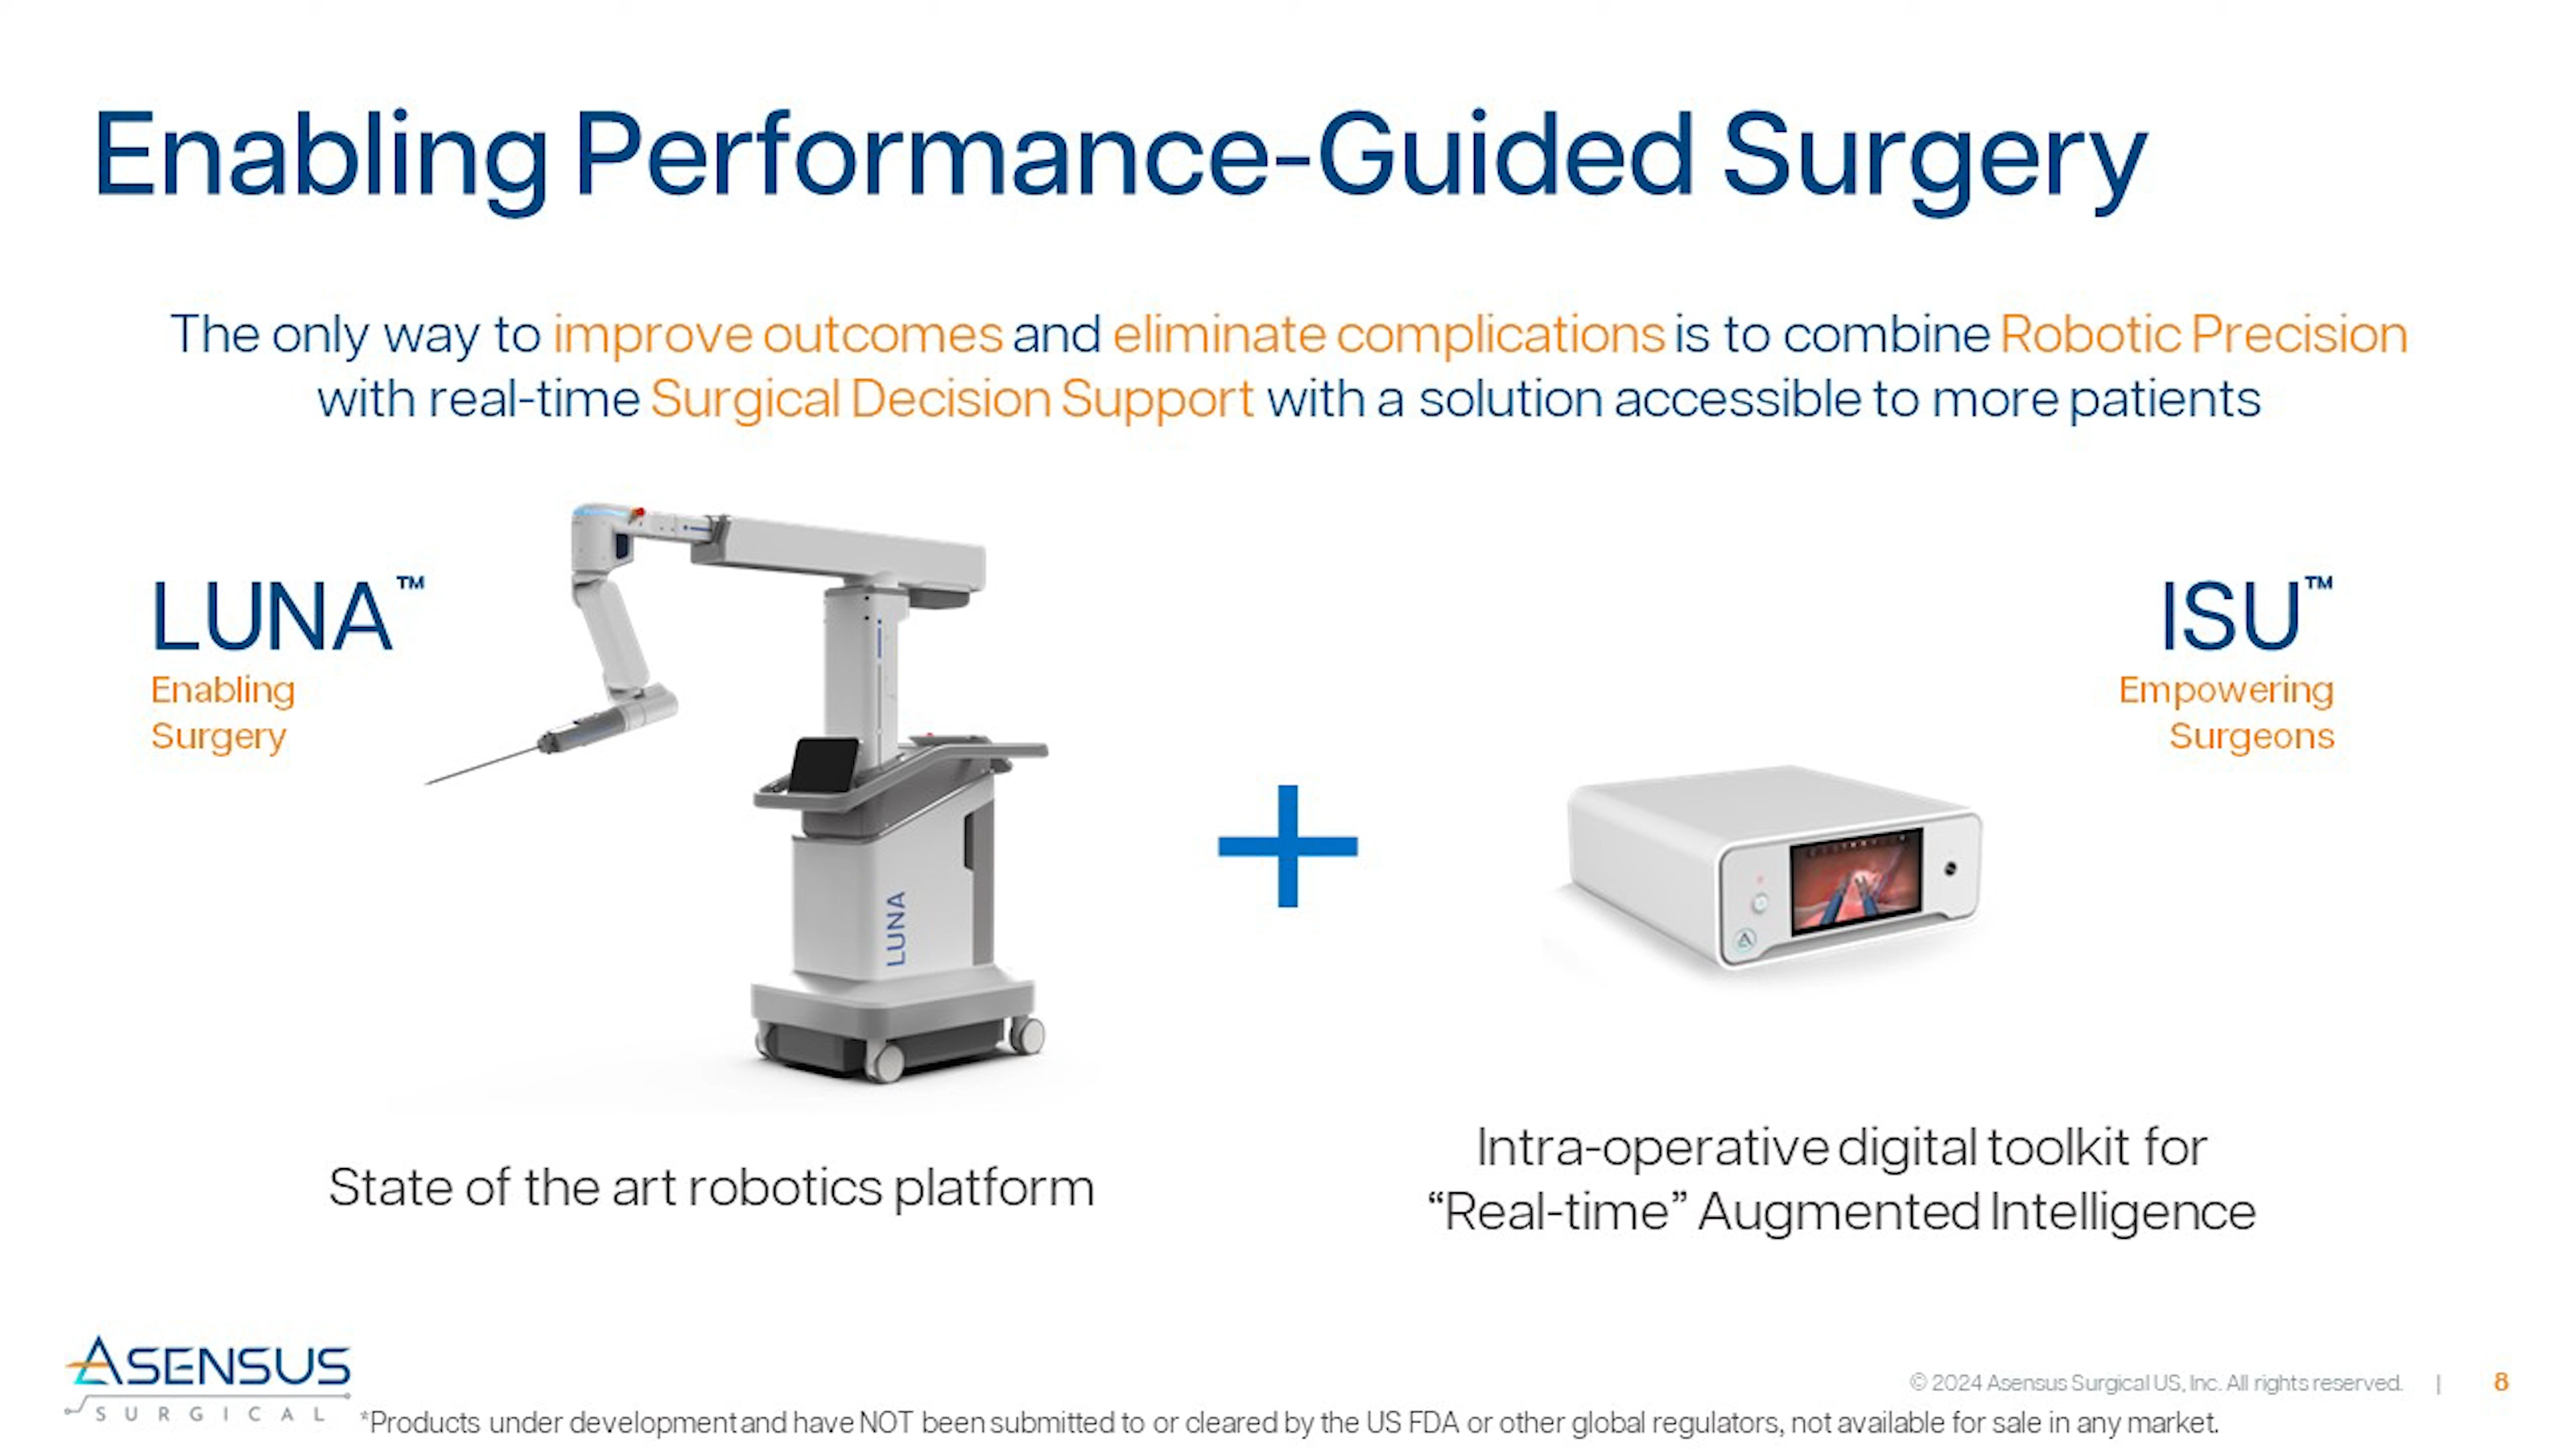 Enabling Performance-Guided Surgery
The only way to improve outcomes and eliminate complications is to combine Robotic Precision
with real-time Surgical Decision Support with a solution accessible to more patients
LUNA™
Enabling
Surgery
LUNA
State of the art robotics platform
ISU™
Empowering
Surgeons
Intra-operative digital toolkit for
“Real-time” Augmented Intelligence
ASENSUS
SURGICAL
© 2024 Asensus Surgical US, Inc. All rights reserved. | 8
*Products under development and have NOT been submitted to or cleared by the US FDA or other global regulators, not available for sale in any market.